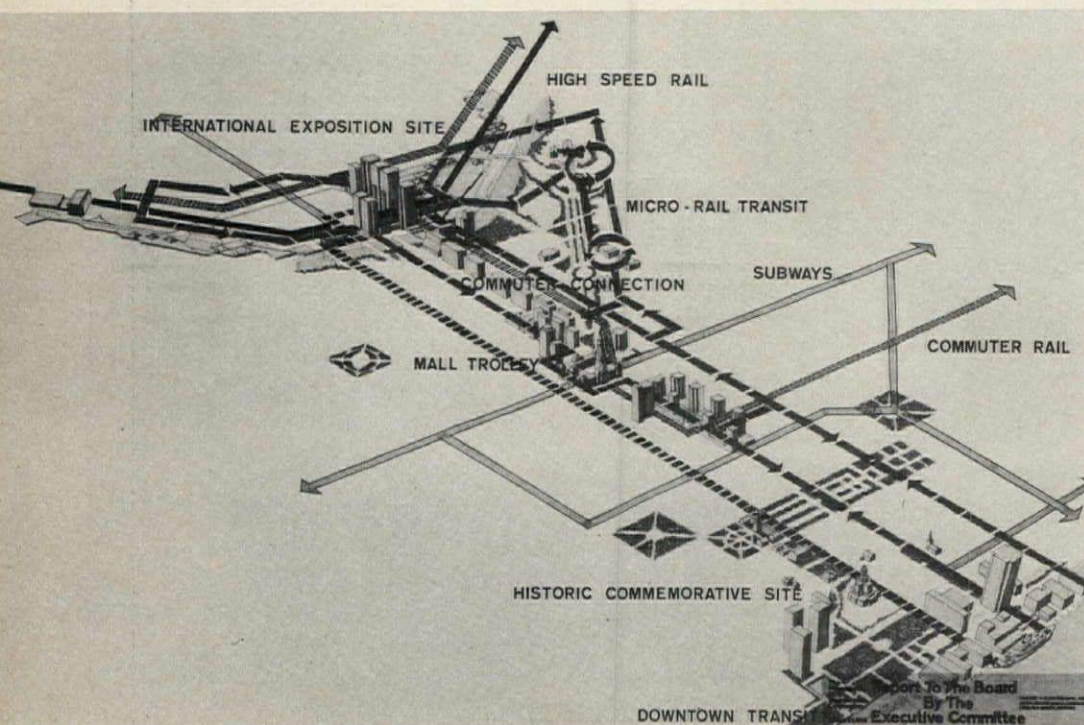 HIGH SPEED RAIL
INTERNATIONAL EXPOSITION SITE
MICRO-RAIL TRANSIT
SUBWAYS
COMMUTER CONNECTION
COMMUTER RAIL
MALL TROLLEY
HISTORIC COMMEMORATIVE SITE
Report To The Board
By The
DOWNTOWN TRANSIT
Executive Committee